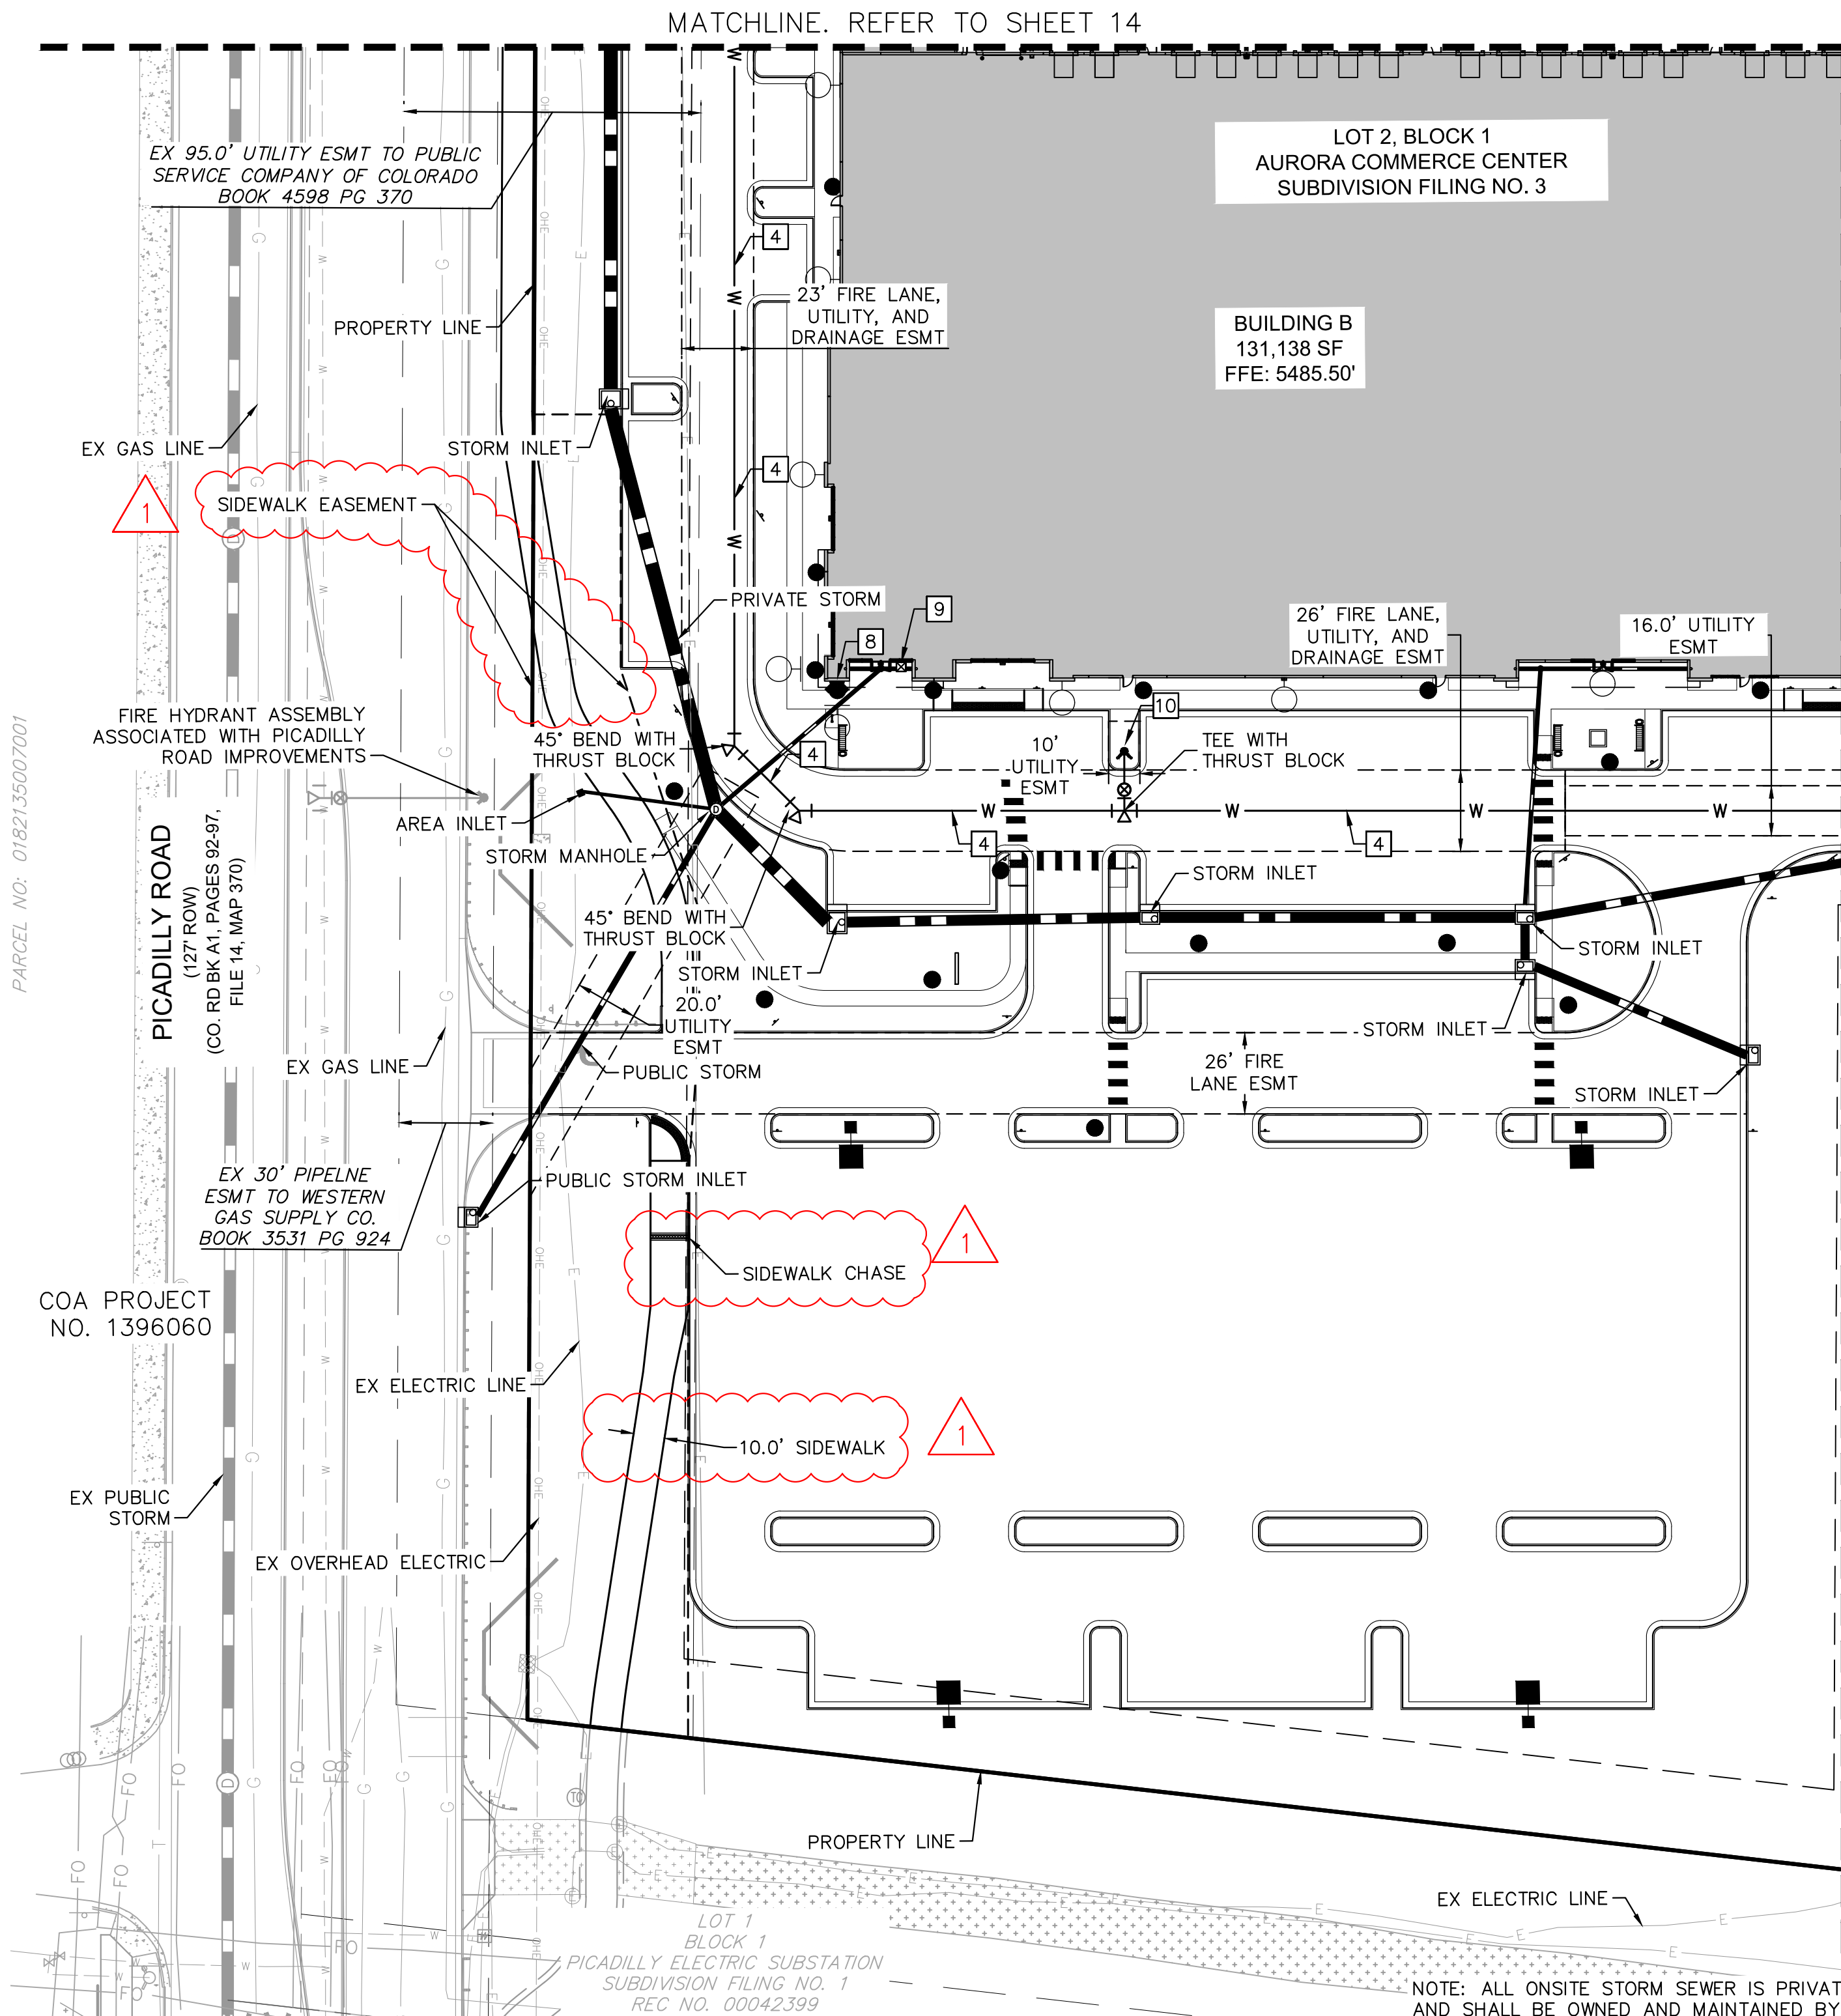 MATCHLINE. REFER TO SHEET 14
EX 95.0' UTILITY ESMT TO PUBLIC
SERVICE COMPANY OF COLORADO
BOOK 4598 PG 370
LOT 2, BLOCK 1
AURORA COMMERCE CENTER
SUBDIVISION FILING NO. 3
4
23' FIRE LANE,
UTILITY, AND
DRAINAGE ESMT
BUILDING B
131,138 SF
FFE: 5485.50'
PROPERTY LINE
EX GAS LINE
STORM INLET
4
1
SIDEWALK EASEMENT
PRIVATE STORM
9
8
26' FIRE LANE,
UTILITY, AND
DRAINAGE ESMT
16.0' UTILITY
ESMT
FIRE HYDRANT ASSEMBLY
ASSOCIATED WITH PICADILLY
ROAD IMPROVEMENTS
45° BEND WITH
THRUST BLOCK
4
10'
UTILITY
ESMT
10
TEE WITH
THRUST BLOCK
PARCEL NO: 0182135007001
PICADILLY ROAD
(127' ROW)
(CO. RD BK A1, PAGES 92-97,
FILE 14, MAP 370)
AREA INLET
STORM MANHOLE
D
4
4
STORM INLET
45° BEND WITH
THRUST BLOCK
STORM INLET
STORM INLET
20.0'
UTILITY
ESMT
STORM INLET
EX GAS LINE
PUBLIC STORM
26' FIRE
LANE ESMT
STORM INLET
EX 30' PIPELNE
ESMT TO WESTERN
GAS SUPPLY CO.
BOOK 3531 PG 924
PUBLIC STORM INLET
SIDEWALK CHASE
1
COA PROJECT
NO. 1396060
EX ELECTRIC LINE
10.0' SIDEWALK
1
EX PUBLIC
STORM
EX OVERHEAD ELECTRIC
PROPERTY LINE
EX ELECTRIC LINE
LOT 1
BLOCK 1
PICADILLY ELECTRIC SUBSTATION
SUBDIVISION FILING NO. 1
REC NO. 00042399
NOTE: ALL ONSITE STORM SEWER IS PRIVAT
AND SHALL BE OWNED AND MAINTAINED BY